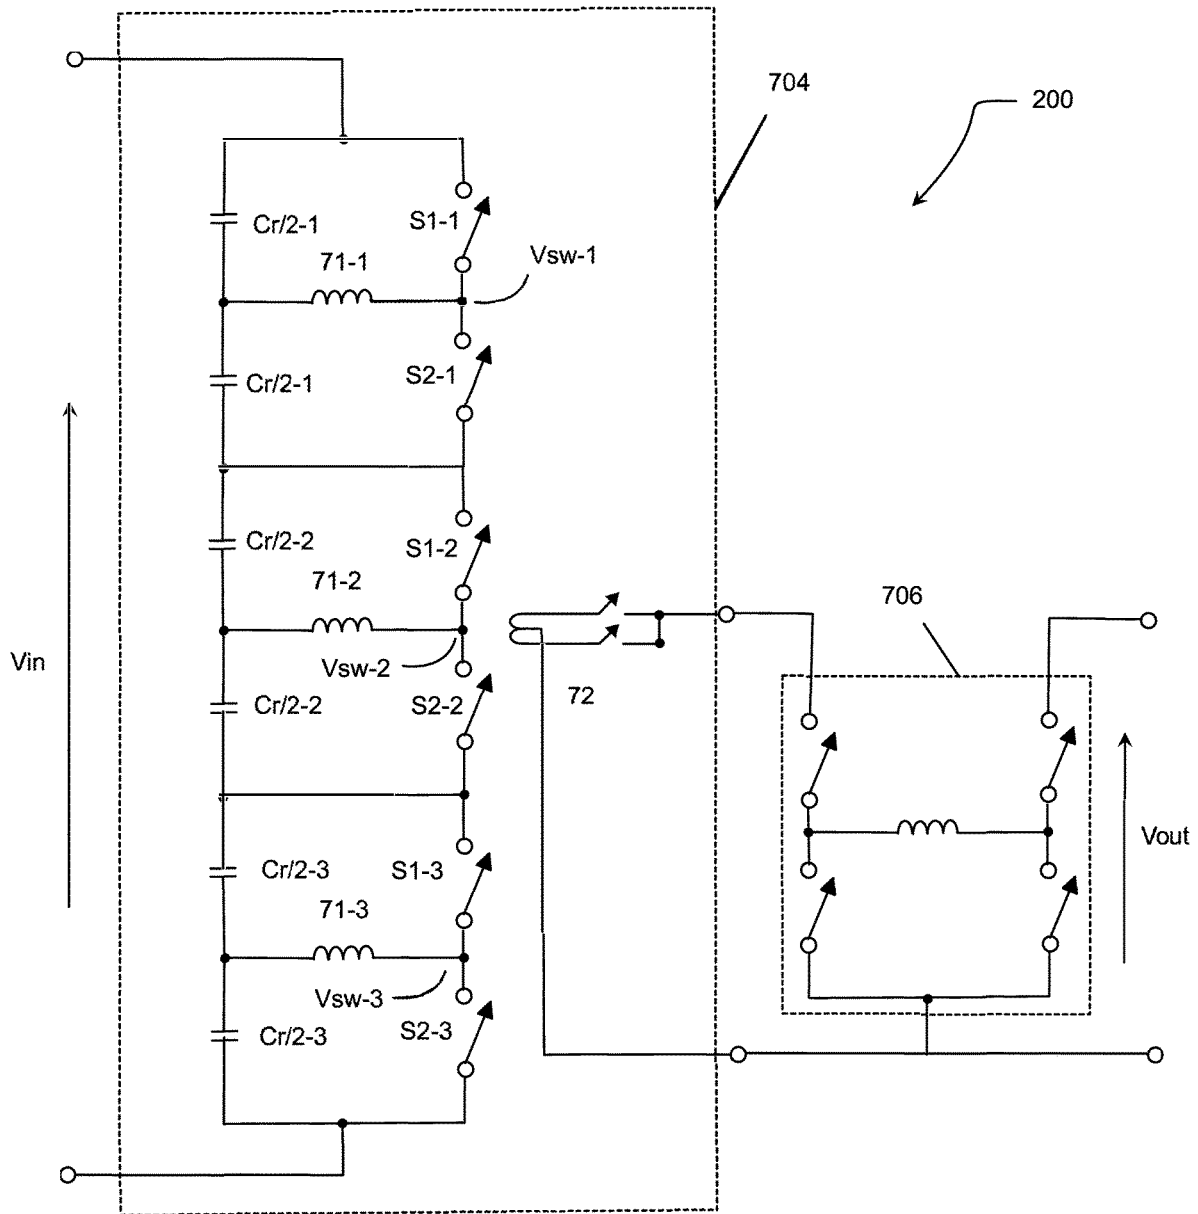 704
200
Cr/2-1
S1-1
71-1
Vsw-1
Cr/2-1
S2-1
Cr/2-2
S1-2
71-2
706
Vin
Vsw-2
Cr/2-2
S2-2
72
Vout
Cr/2-3
S1-3
71-3
Vsw-3
Cr/2-3
S2-3